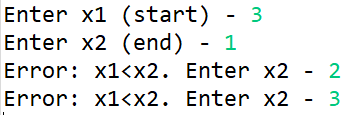 Enter x1 (start) - 3
Enter x2 (end) - 1
Error: x1<x2. Enter x2 - 2
Error: x1<x2. Enter x2 - 3